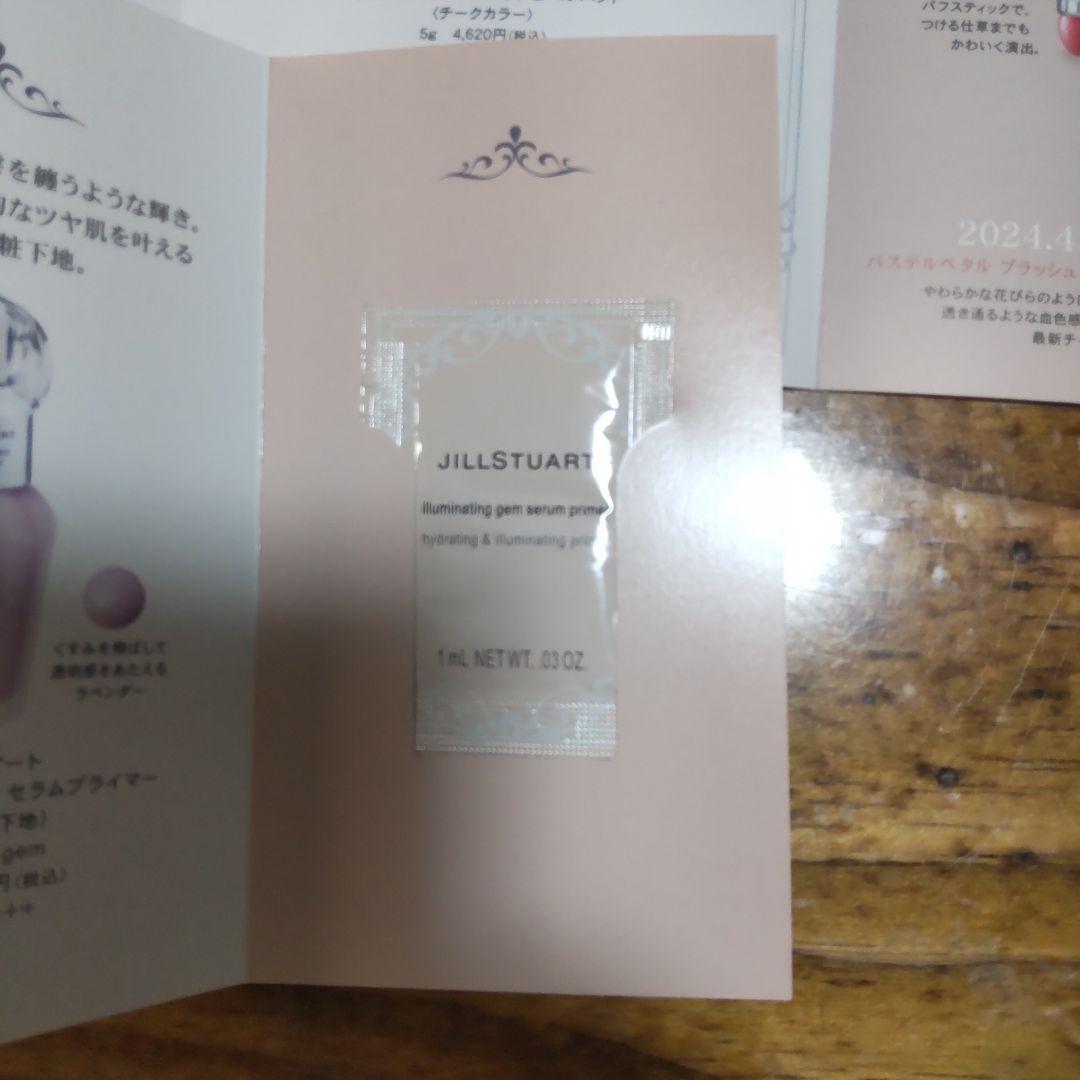 〈チークカラー〉
5g 4,620円(税込)
パフスティックで、
つける仕草までも
かわいく演出。
2024.4
パステルペタル ブラッシュ
やわらかな花びらのよう
透き通るような血色感
最新チ
を纏うような輝き。
なツヤ肌を叶える
粧下地。
くすみを飛ばして
透明感をあたえる
ラベンダー
ート
セラムプライマー
下地)
gem
円(税込)
++
JILLSTUART
illuminating gem serum prime
hydrating & illuminating pri
1 mL NET WT. .03 OZ.